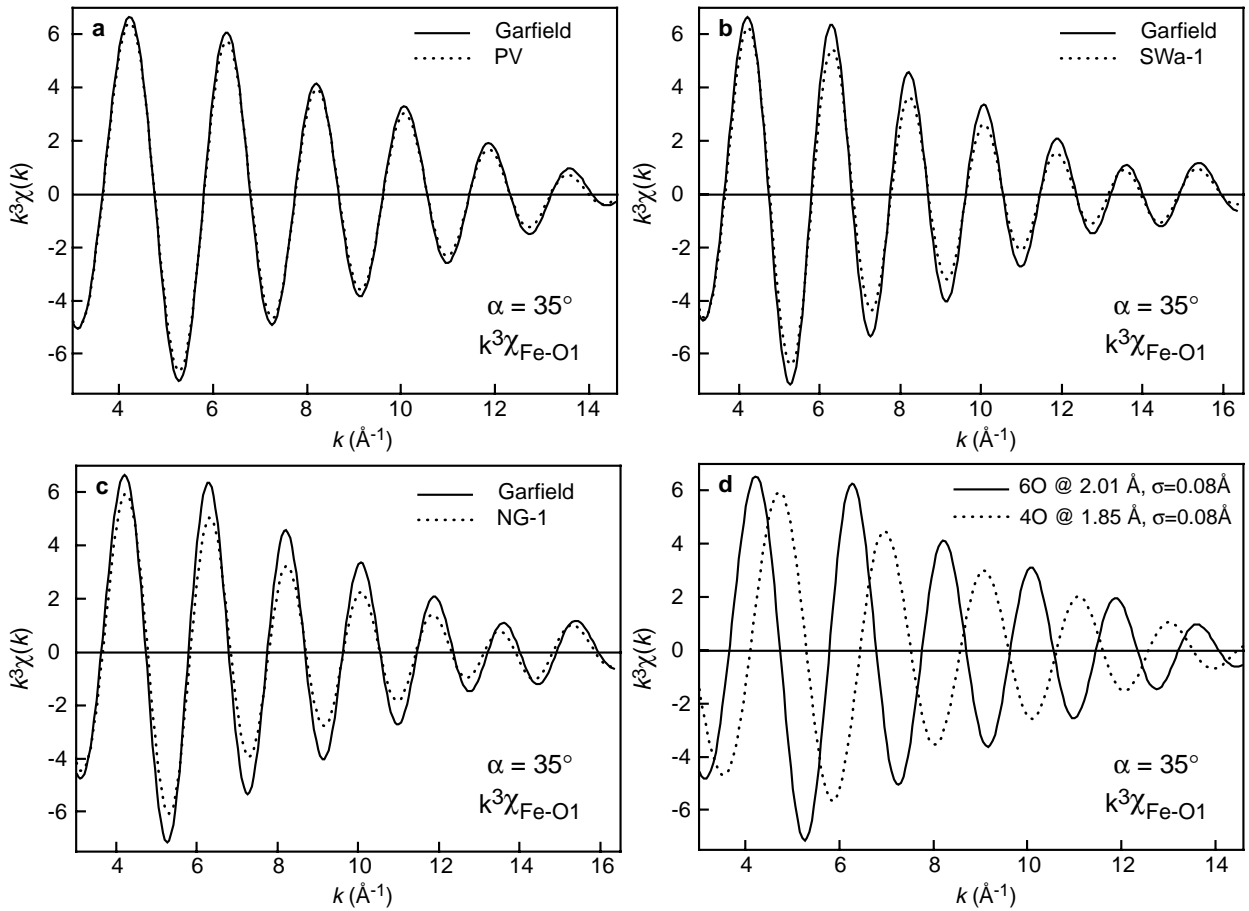 a
Garfield
PV
6
4
2
0
-2
-4
-6
k³χ(k)
α = 35°
k³χFe-O1
4 6 8 10 12 14
k (Å-1)
b
Garfield
SWa-1
6
4
2
0
-2
-4
-6
k³χ(k)
α = 35°
k³χFe-O1
4 6 8 10 12 14 16
k (Å-1)
c
Garfield
NG-1
6
4
2
0
-2
-4
-6
k³χ(k)
α = 35°
k³χFe-O1
4 6 8 10 12 14 16
k (Å-1)
d
6O @ 2.01 Å, σ=0.08Å
4O @ 1.85 Å, σ=0.08Å
6
4
2
0
-2
-4
-6
k³χ(k)
α = 35°
k³χFe-O1
4 6 8 10 12 14
k (Å-1)